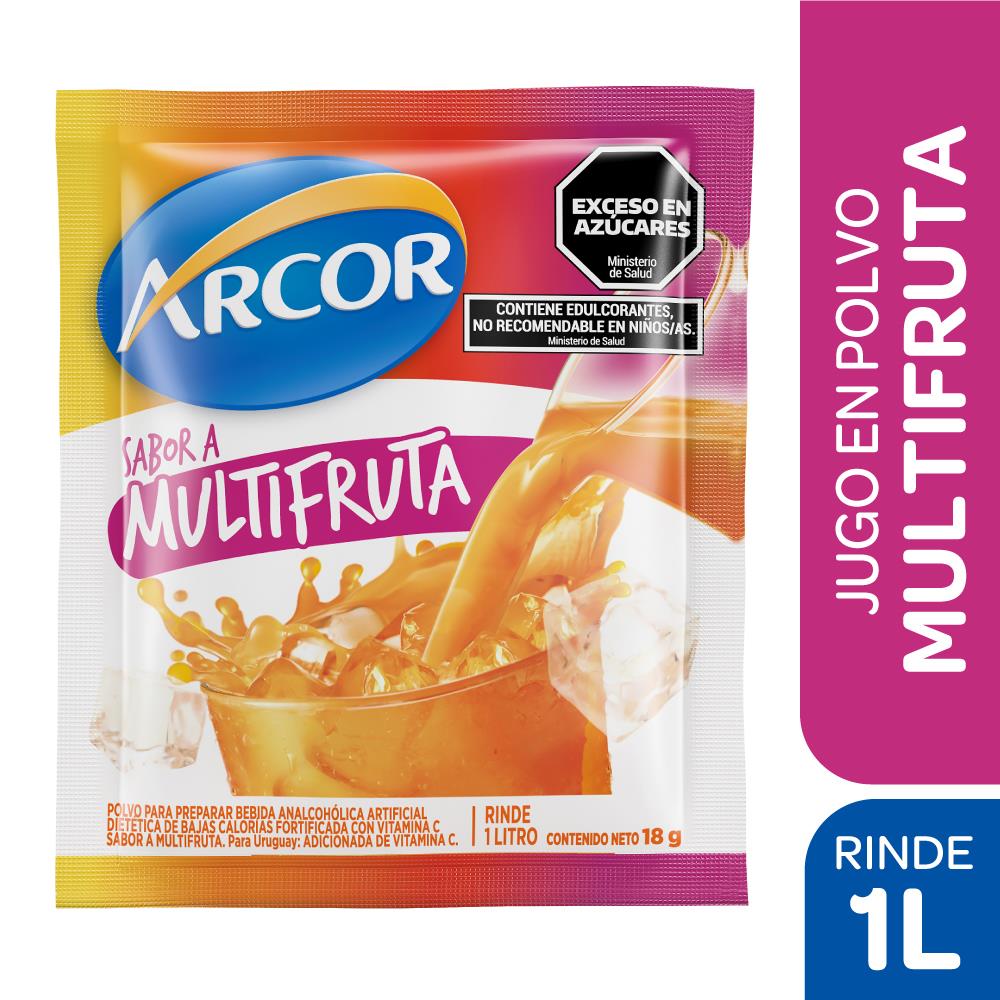 ARCOR
EXCESO EN
AZÚCARES
Ministerio
de Salud
CONTIENE EDULCORANTES,
NO RECOMENDABLE EN NIÑOS/AS.
Ministerio de Salud
SABOR A
MULTIFRUTA
POLVO PARA PREPARAR BEBIDA ANALCOHÓLICA ARTIFICIAL
DIETÉTICA DE BAJAS CALORÍAS FORTIFICADA CON VITAMINA C
SABOR A MULTIFRUTA. Para Uruguay: ADICIONADA DE VITAMINA C.
RINDE
1 LITRO
CONTENIDO NETO 18 g
JUGO EN POLVO
MULTIFRUTA
RINDE
1L